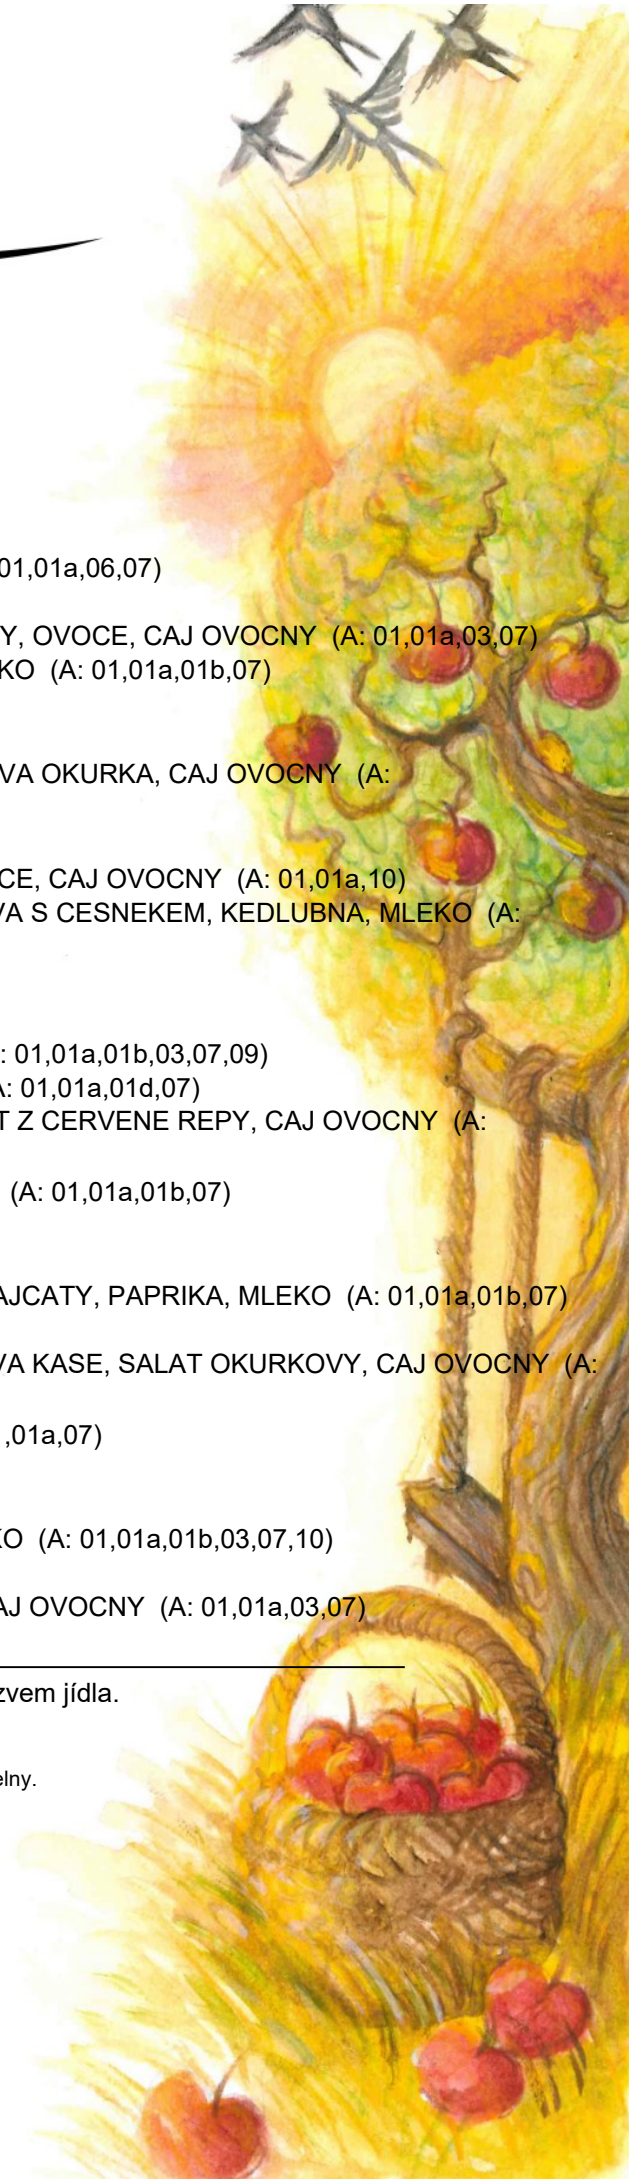 01,01a,06,07)
Y, OVOCE, CAJ OVOCNY (A: 01,01a,03,07)
KO (A: 01,01a,01b,07)
VA OKURKA, CAJ OVOCNY (A:
CE, CAJ OVOCNY (A: 01,01a,10)
VA S CESNEKEM, KEDLUBNA, MLEKO (A:
: 01,01a,01b,03,07,09)
A: 01,01a,01d,07)
T Z CERVENE REPY, CAJ OVOCNY (A:
(A: 01,01a,01b,07)
AJCATY, PAPRIKA, MLEKO (A: 01,01a,01b,07)
VA KASE, SALAT OKURKOVY, CAJ OVOCNY (A:
,01a,07)
KO (A: 01,01a,01b,03,07,10)
AJ OVOCNY (A: 01,01a,03,07)
zvem jídla.
elny.